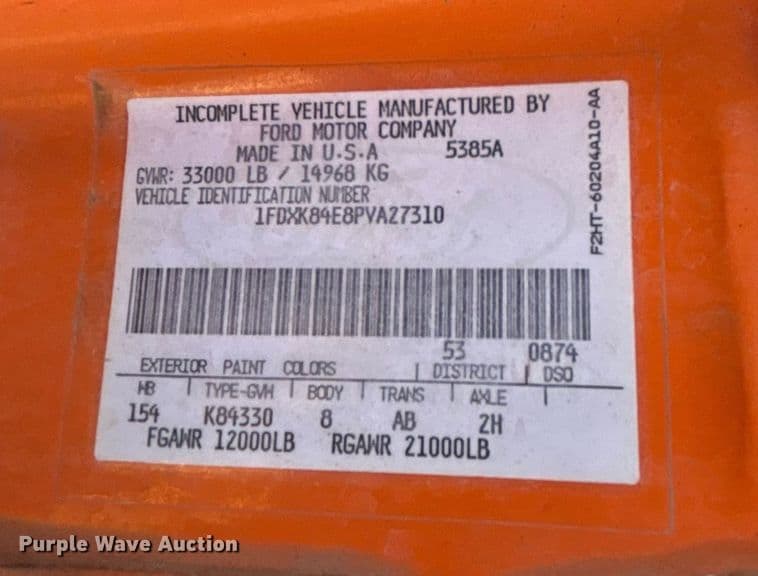 INCOMPLETE VEHICLE MANUFACTURED BY
FORD MOTOR COMPANY
MADE IN U.S.A 5385A
GVWR: 33000 LB / 14968 KG
VEHICLE IDENTIFICATION NUMBER
1FDXK84E8PVA27310
F2HT-60204A10-AA
53 0874
EXTERIOR PAINT COLORS | DISTRICT | DSO
WB | TYPE-GVW | BODY | TRANS | AXLE |
154 K84330 8 AB 2H
FGAWR 12000LB RGAWR 21000LB
Purple Wave Auction